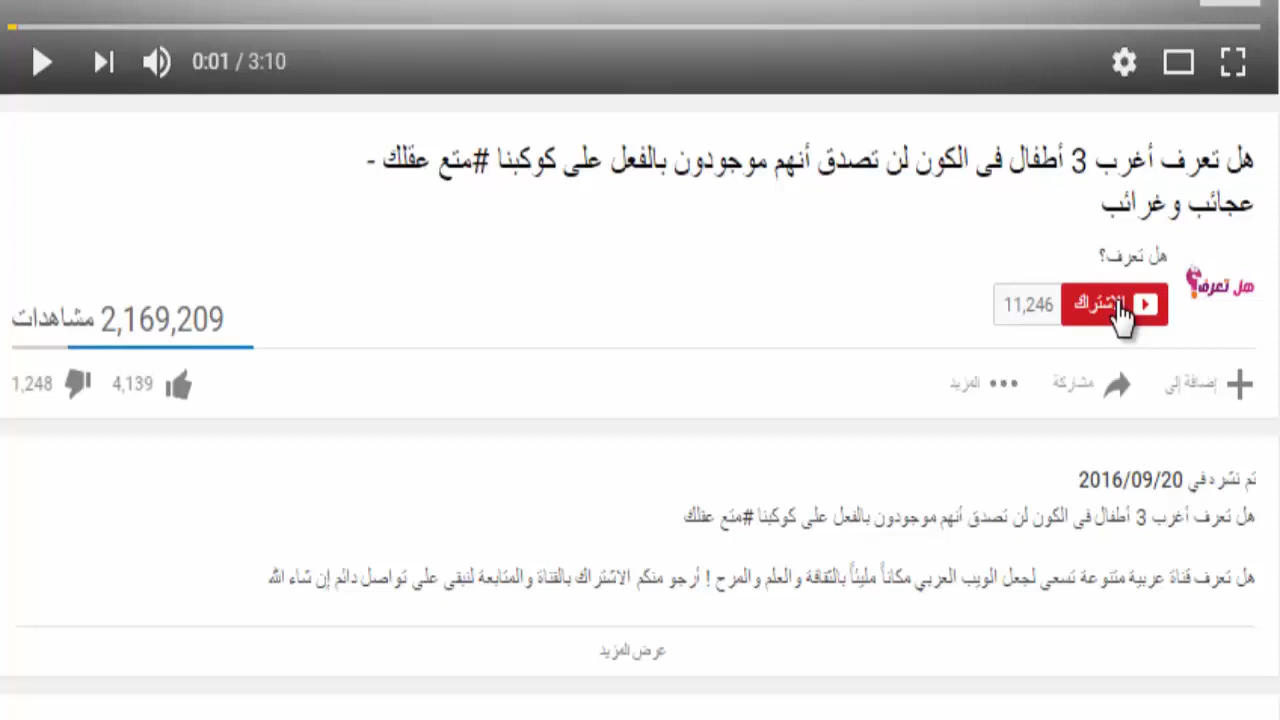 0:01 / 3:10
هل تعرف أغرب 3 أطفال فى الكون لن تصدق أنهم موجودون بالفعل على كوكبنا #متع عقلك -
عجائب وغرائب
هل تعرف؟
هل تعرف؟
الاشتراك 11,246
2,169,209 مشاهدات
إضافة إلى مشاركة المزيد
4,139 1,248
تم نشره في 2016/09/20
هل تعرف أغرب 3 أطفال فى الكون لن تصدق أنهم موجودون بالفعل على كوكبنا #متع عقلك
هل تعرف قناة عربية متنوعة تسعى لجعل الويب العربي مكاناً مليئاً بالثقافة والعلم والمرح ! أرجو منكم الاشتراك بالقناة والمتابعة لنبقى على تواصل دائم إن شاء الله
عرض المزيد